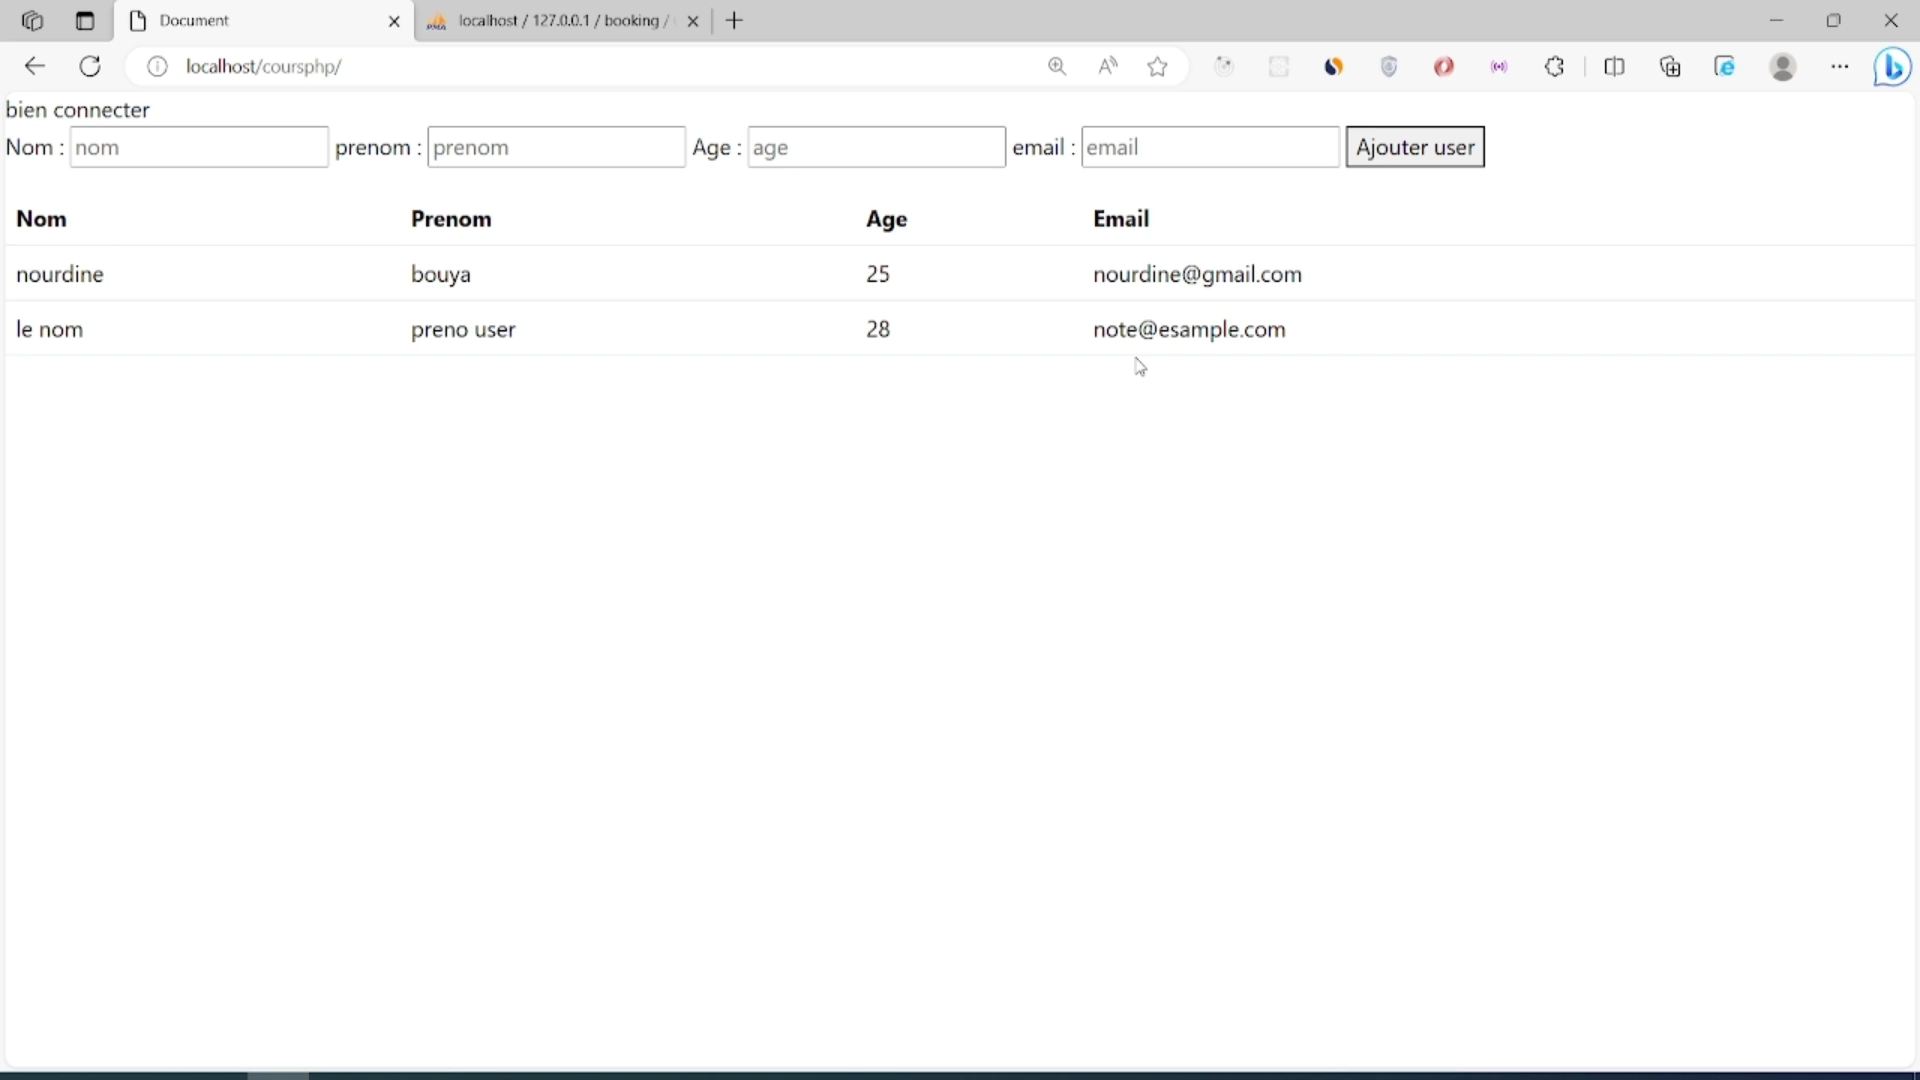 Document
localhost / 127.0.0.1 / booking /
localhost/coursphp/
bien connecter
Nom : nom prenom : prenom Age : age email : email Ajouter user
Nom Prenom Age Email
nourdine bouya 25 nourdine@gmail.com
le nom preno user 28 note@esample.com